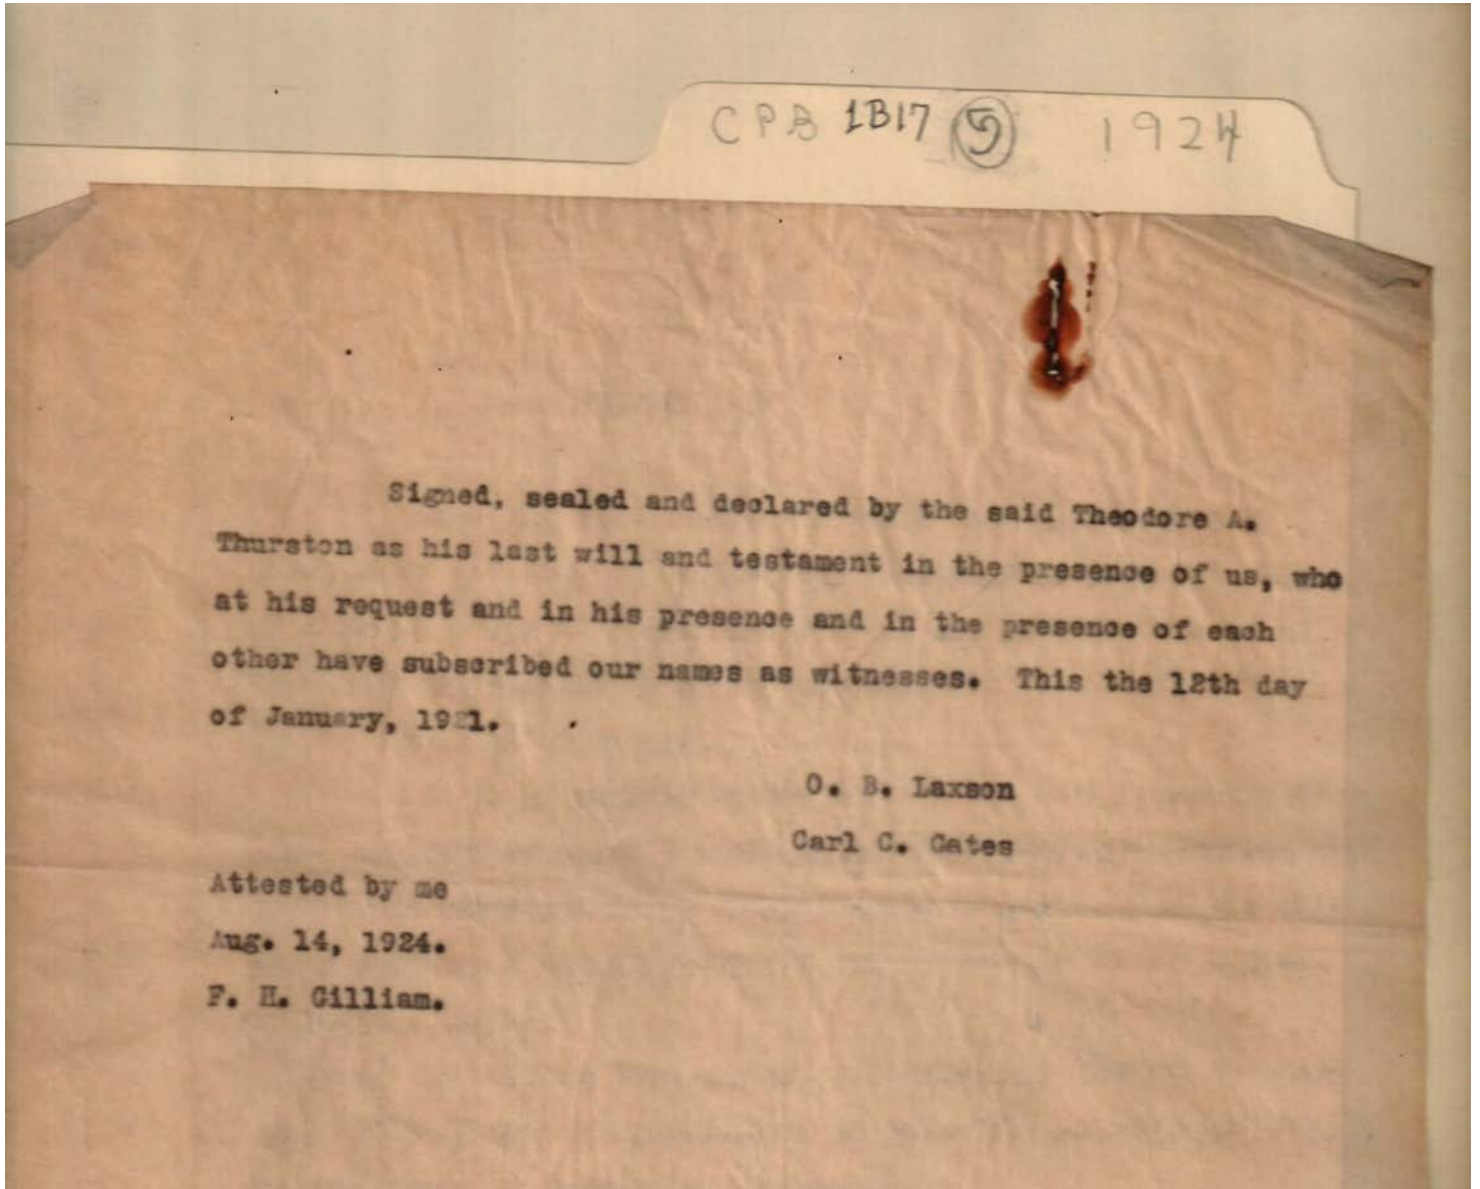 CPB 1B17 5 1924
Signed, sealed and declared by the said Theodore A.
Thurston as his last will and testament in the presence of us, who
at his request and in his presence and in the presence of each
other have subscribed our names as witnesses. This the 12th day
of January, 1921.
O. B. Laxson
Carl C. Gates
Attested by me
Aug. 14, 1924.
F. H. Gilliam.